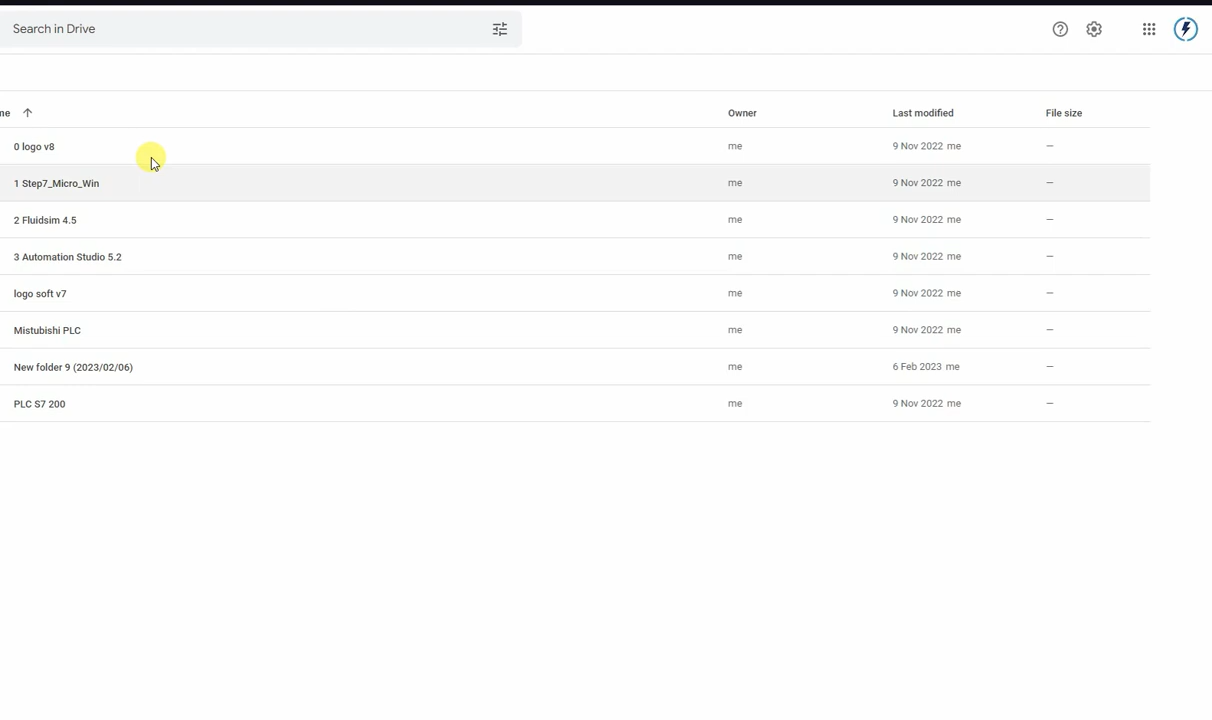 Search in Drive
me Owner Last modified File size
0 logo v8 me 9 Nov 2022 me –
1 Step7_Micro_Win me 9 Nov 2022 me –
2 Fluidsim 4.5 me 9 Nov 2022 me –
3 Automation Studio 5.2 me 9 Nov 2022 me –
logo soft v7 me 9 Nov 2022 me –
Mistubishi PLC me 9 Nov 2022 me –
New folder 9 (2023/02/06) me 6 Feb 2023 me –
PLC S7 200 me 9 Nov 2022 me –